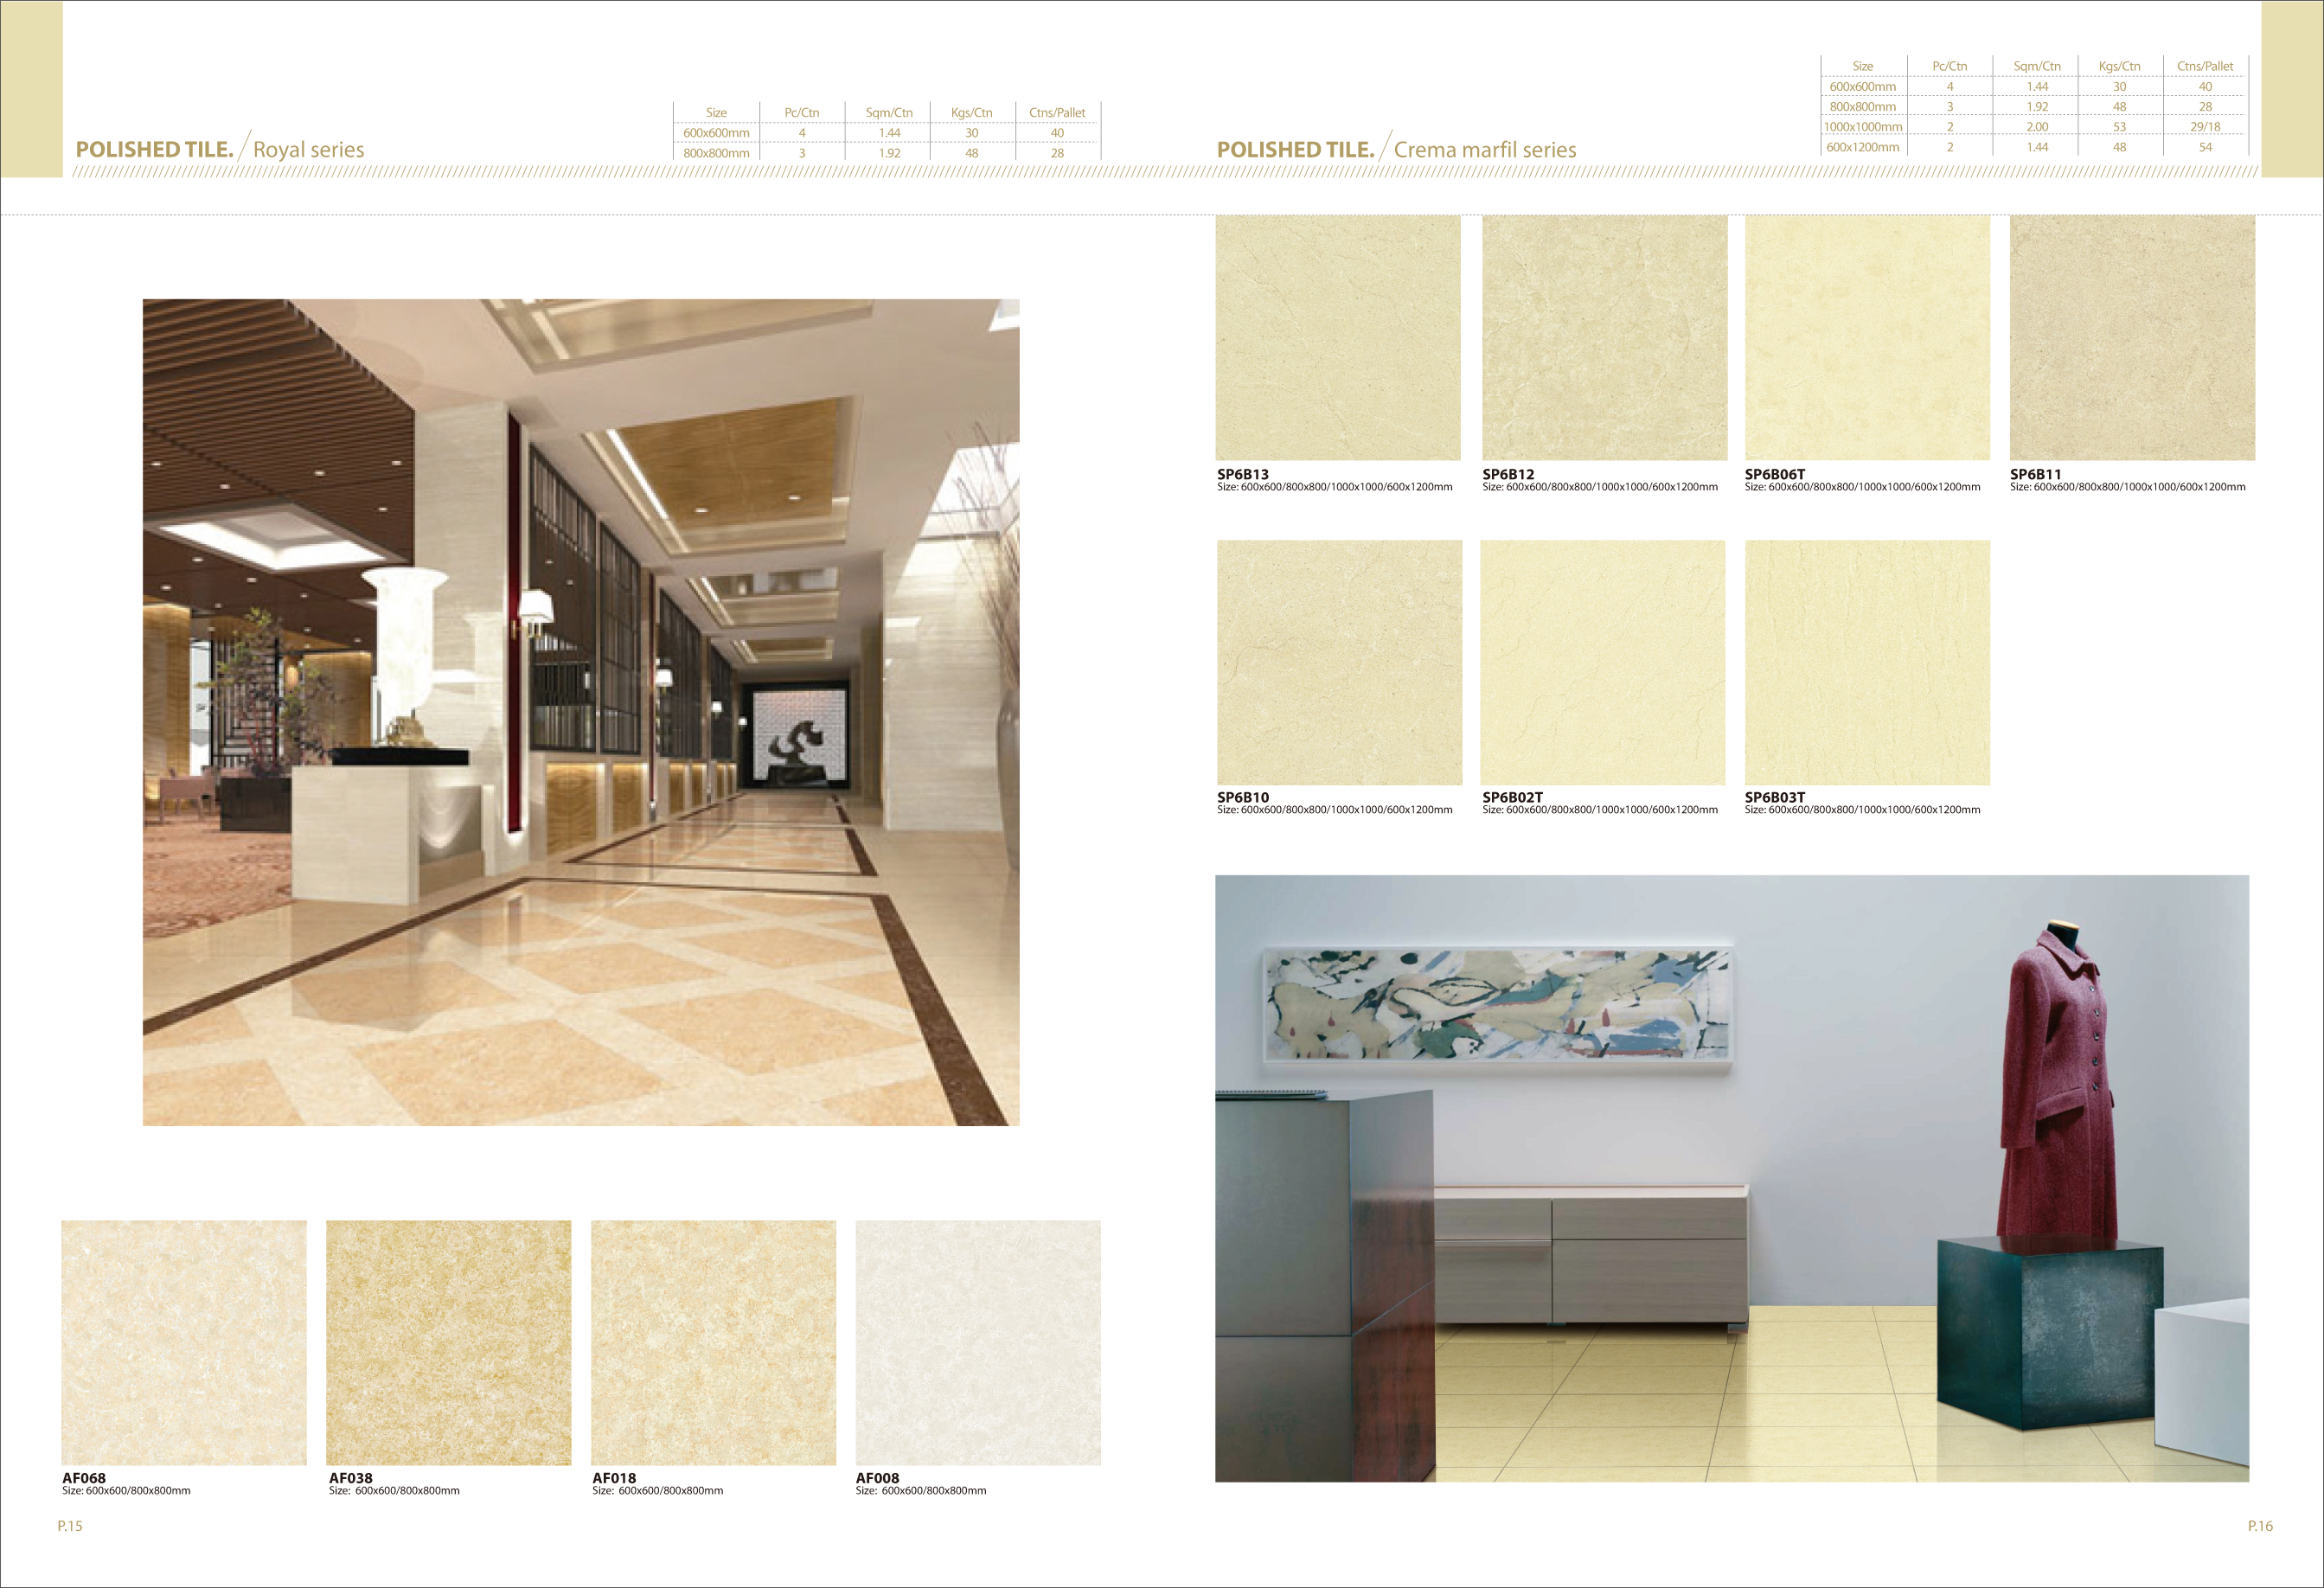 POLISHED TILE. / Royal series
Size Pc/Ctn Sqm/Ctn Kgs/Ctn Ctns/Pallet
600x600mm 4 1.44 30 40
800x800mm 3 1.92 48 28
AF068
Size: 600x600/800x800mm
AF038
Size: 600x600/800x800mm
AF018
Size: 600x600/800x800mm
AF008
Size: 600x600/800x800mm
P.15
POLISHED TILE. / Crema marfil series
Size Pc/Ctn Sqm/Ctn Kgs/Ctn Ctns/Pallet
600x600mm 4 1.44 30 40
800x800mm 3 1.92 48 28
1000x1000mm 2 2.00 53 29/18
600x1200mm 2 1.44 48 54
SP6B13
Size: 600x600/800x800/1000x1000/600x1200mm
SP6B12
Size: 600x600/800x800/1000x1000/600x1200mm
SP6B06T
Size: 600x600/800x800/1000x1000/600x1200mm
SP6B11
Size: 600x600/800x800/1000x1000/600x1200mm
SP6B10
Size: 600x600/800x800/1000x1000/600x1200mm
SP6B02T
Size: 600x600/800x800/1000x1000/600x1200mm
SP6B03T
Size: 600x600/800x800/1000x1000/600x1200mm
P.16